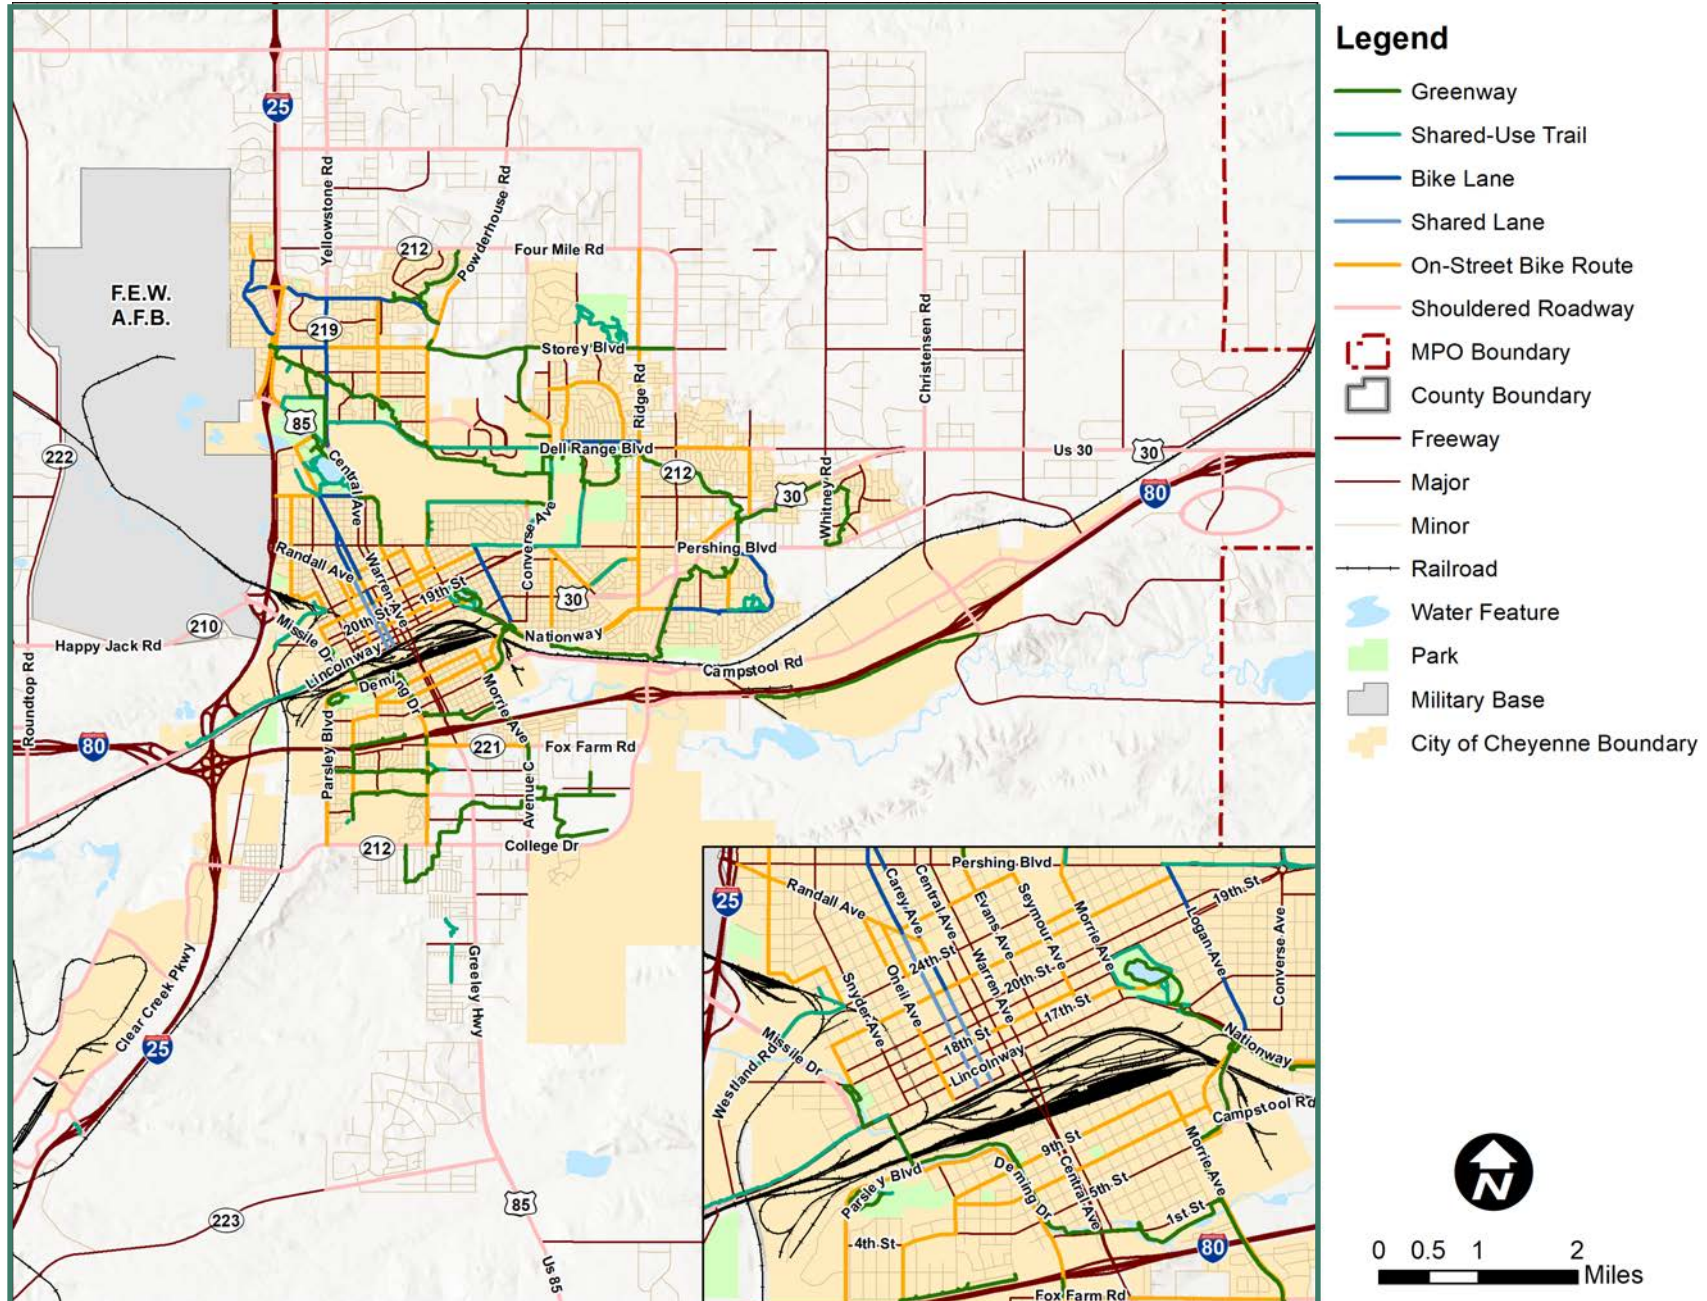 25
Yellowstone Rd
Powderhouse Rd
212
Four Mile Rd
F.E.W.
A.F.B.
219
Storey Blvd
Ridge Rd
Christensen Rd
85
222
Central Ave
Dell Range Blvd
212
Us 30
30
80
30
Whitney Rd
Converse Ave
Pershing Blvd
Randall Ave
Warren Ave
19th St
20th St
30
210
Happy Jack Rd
Missile Dr
Lincolnway
Nationway
Campstool Rd
Deming Dr
Morrie Ave
Roundtop Rd
80
Parsley Blvd
221
Fox Farm Rd
Avenue C
212
College Dr
Greeley Hwy
Clear Creek Pkwy
25
223
85
Us 85
Pershing Blvd
25
Randall Ave
Carey Ave
Central Ave
Evans Ave
Seymour Ave
Morrie Ave
19th St
Logan Ave
Converse Ave
24th St
20th St
Warren Ave
17th St
Oneil Ave
Snyder Ave
18th St
Lincolnway
Missile Dr
Westland Rd
Nationway
Campstool Rd
9th St
Parsley Blvd
Deming Dr
Central Ave
5th St
Morrie Ave
1st St
4th St
80
Fox Farm Rd
Legend
Greenway
Shared-Use Trail
Bike Lane
Shared Lane
On-Street Bike Route
Shouldered Roadway
MPO Boundary
County Boundary
Freeway
Major
Minor
Railroad
Water Feature
Park
Military Base
City of Cheyenne Boundary
N
0 0.5 1 2
Miles